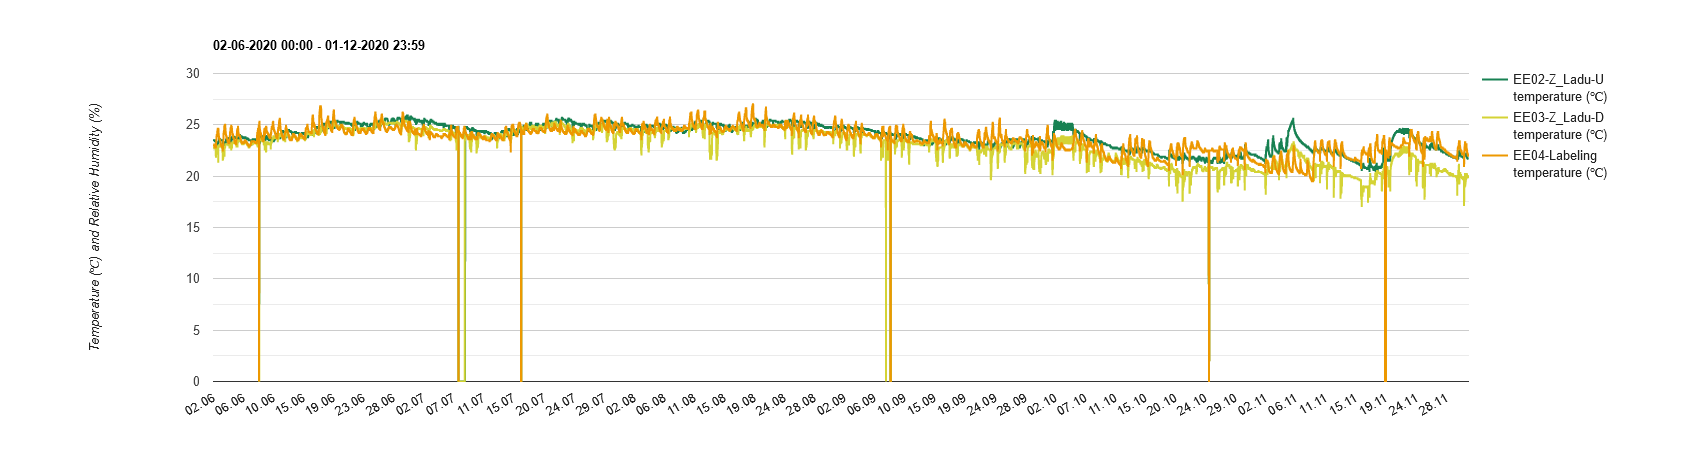 02-06-2020 00:00 - 01-12-2020 23:59
Temperature (°C) and Relative Humidity (%)
30
25
20
15
10
5
0
02.06 06.06 10.06 15.06 19.06 23.06 28.06 02.07 07.07 11.07 15.07 20.07 24.07 29.07 02.08 06.08 11.08 15.08 19.08 24.08 28.08 02.09 06.09 10.09 15.09 19.09 24.09 28.09 02.10 07.10 11.10 15.10 20.10 24.10 29.10 02.11 06.11 11.11 15.11 19.11 24.11 28.11
EE02-Z_Ladu-U
temperature (°C)
EE03-Z_Ladu-D
temperature (°C)
EE04-Labeling
temperature (°C)